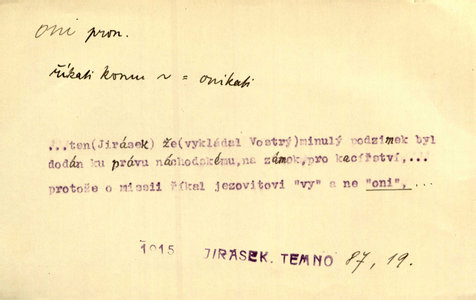 oni pron.
říkati komu ~ = onikati
...ten(Jirásek) že(vykládal Vostrý)minulý podzimek byl
dodán ku právu náchodskému,na zámek,pro kacířství,...
protože o missii říkal jezovitovi "vy" a ne "oni", ...
1915 JIRÁSEK. TEMNO 87, 19.